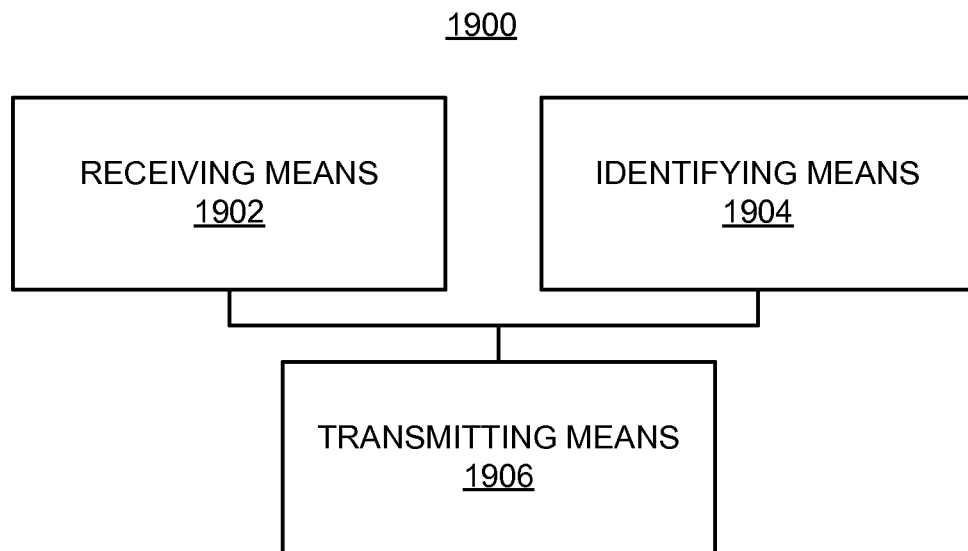 1900
RECEIVING MEANS
1902
IDENTIFYING MEANS
1904
TRANSMITTING MEANS
1906